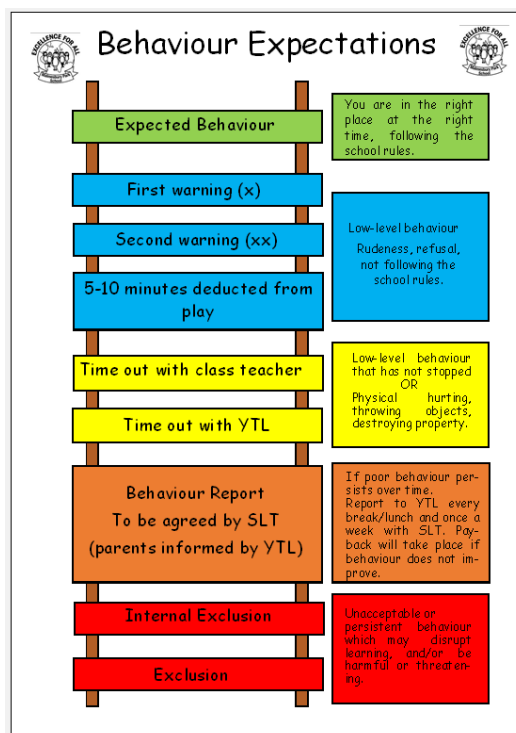 EXCELLENCE FOR ALL
School
Behaviour Expectations
EXCELLENCE FOR ALL
School
Expected Behaviour
You are in the right
place at the right
time, following the
school rules.
First warning (x)
Second warning (xx)
5-10 minutes deducted from
play
Low-level behaviour
Rudeness, refusal,
not following the
school rules.
Time out with class teacher
Time out with YTL
Low-level behaviour
that has not stopped
OR
Physical hurting,
throwing objects,
destroying property.
Behaviour Report
To be agreed by SLT
(parents informed by YTL)
If poor behaviour per-
sists over time.
Report to YTL every
break/lunch and once a
week with SLT. Pay-
back will take place if
behaviour does not im-
prove.
Internal Exclusion
Exclusion
Unacceptable or
persistent behaviour
which may disrupt
learning, and/or be
harmful or threaten-
ing.